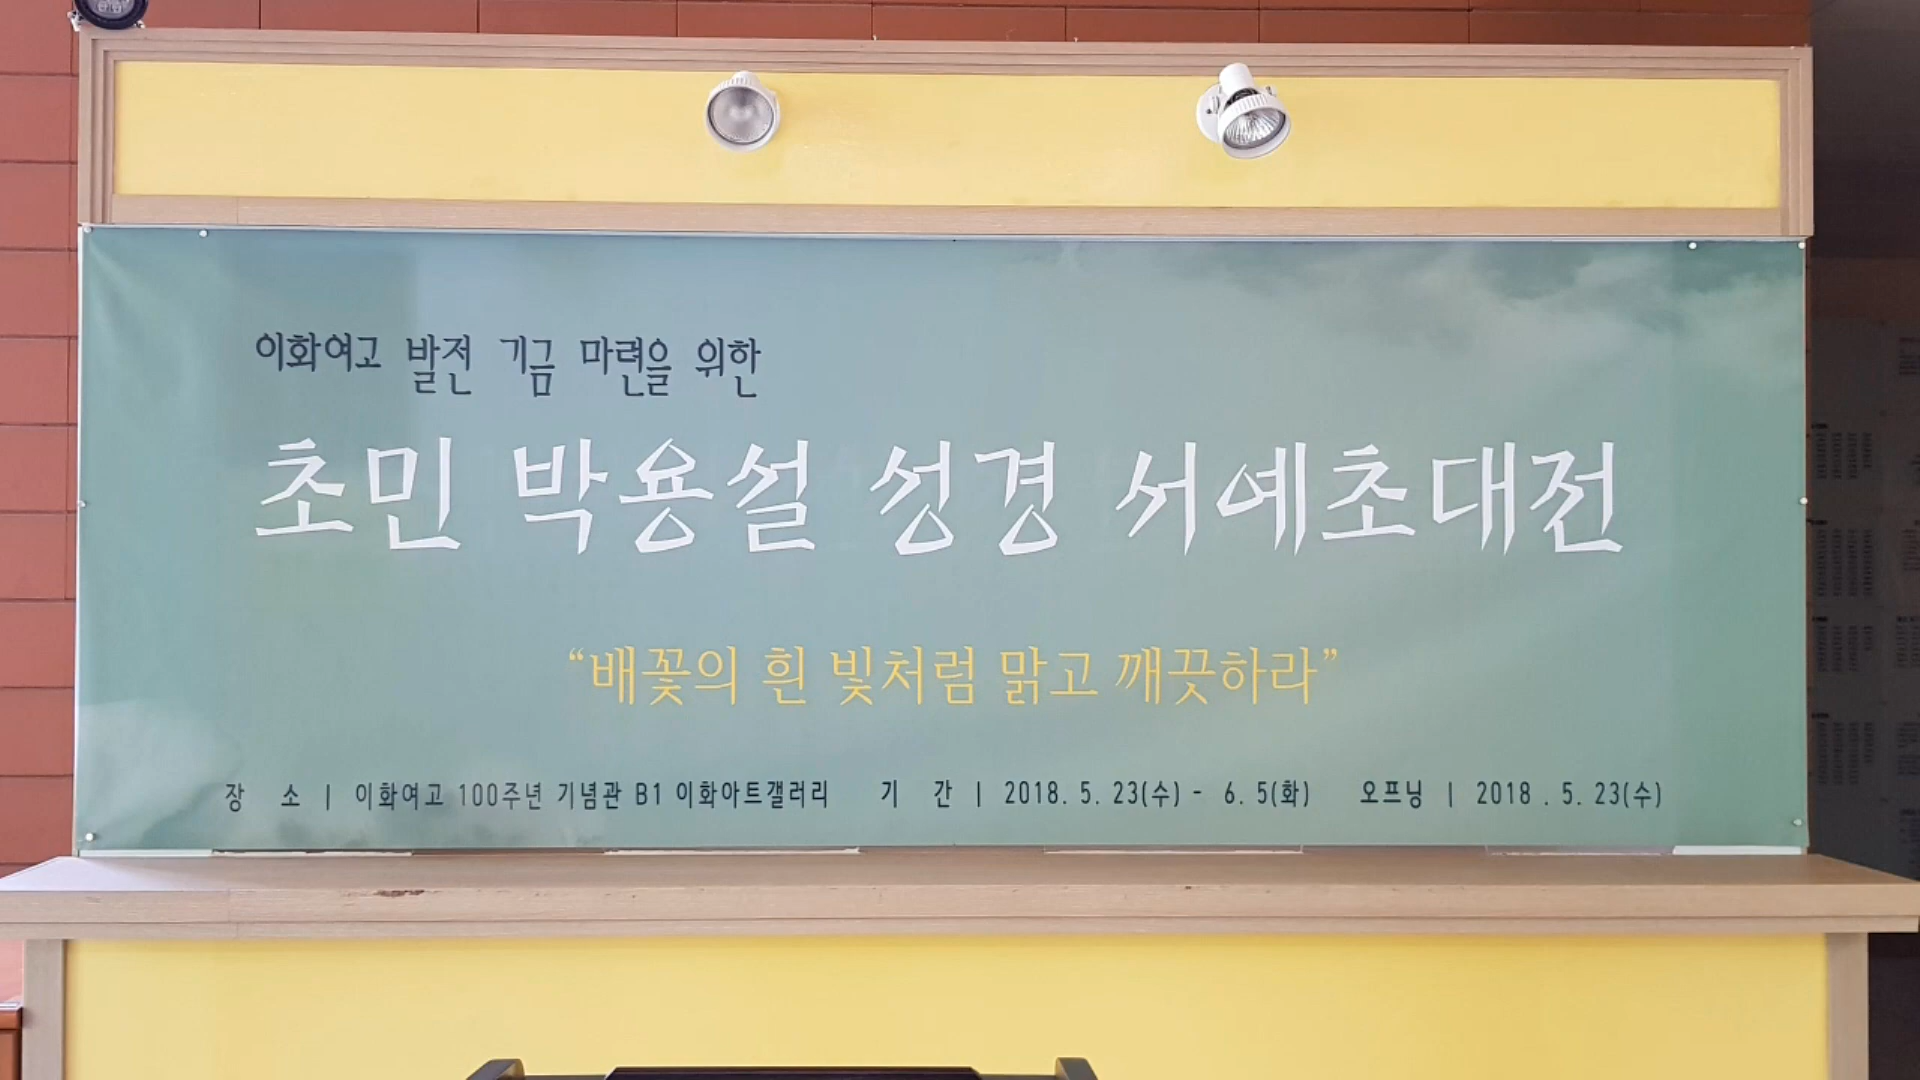 이화여고 발전 기금 마련을 위한
초민 박용설 성경 서예초대전
“배꽃의 흰 빛처럼 맑고 깨끗하라”
장 소 | 이화여고 100주년 기념관 B1 이화아트갤러리 기 간 | 2018. 5. 23(수) - 6. 5(화) 오프닝 | 2018 . 5. 23(수)